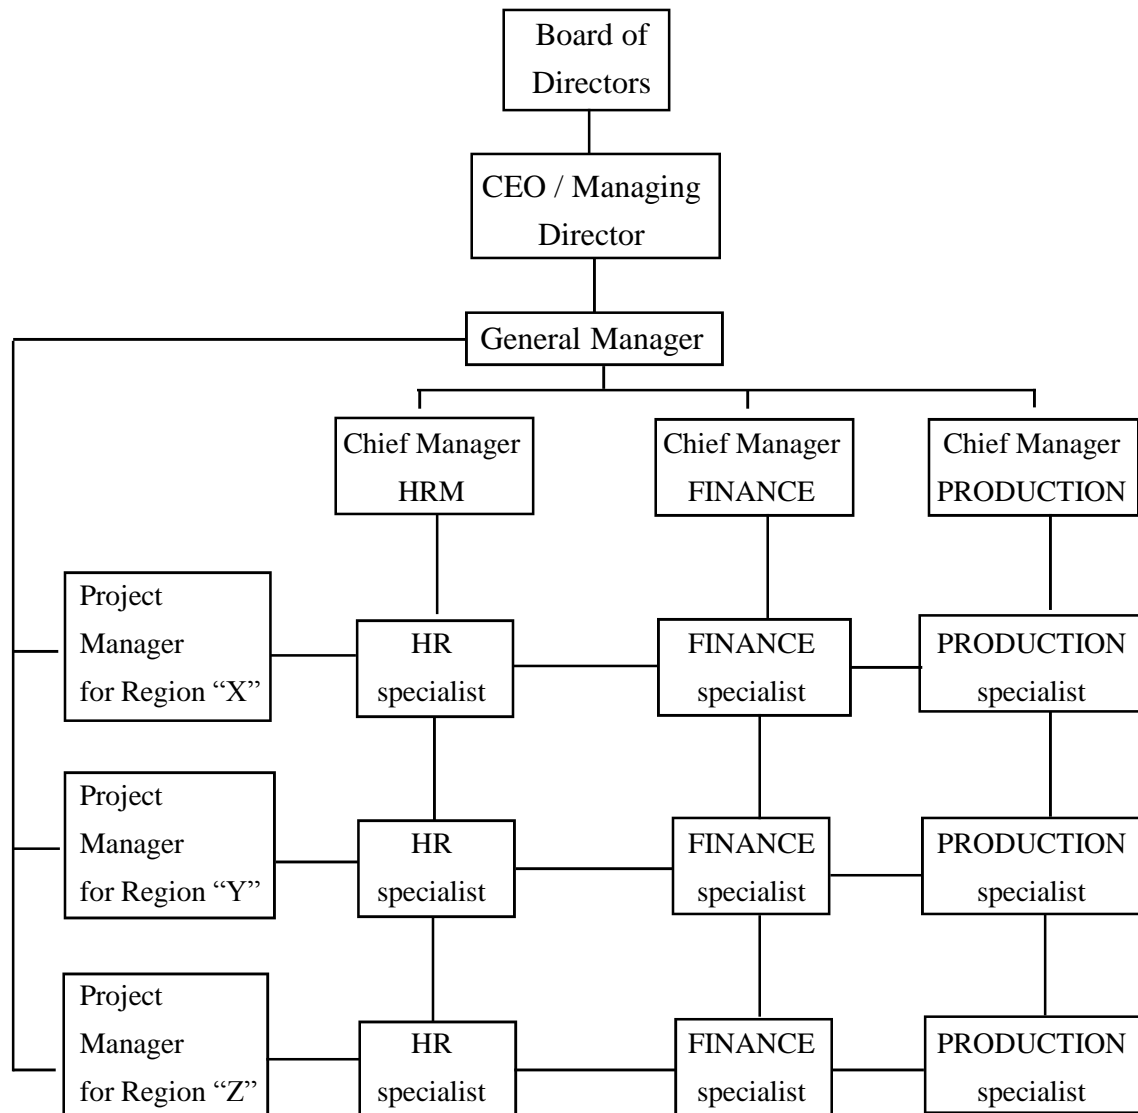 Board of
Directors
CEO / Managing
Director
General Manager
Chief Manager
HRM
Chief Manager
FINANCE
Chief Manager
PRODUCTION
Project
Manager
for Region “X”
HR
specialist
FINANCE
specialist
PRODUCTION
specialist
Project
Manager
for Region “Y”
HR
specialist
FINANCE
specialist
PRODUCTION
specialist
Project
Manager
for Region “Z”
HR
specialist
FINANCE
specialist
PRODUCTION
specialist